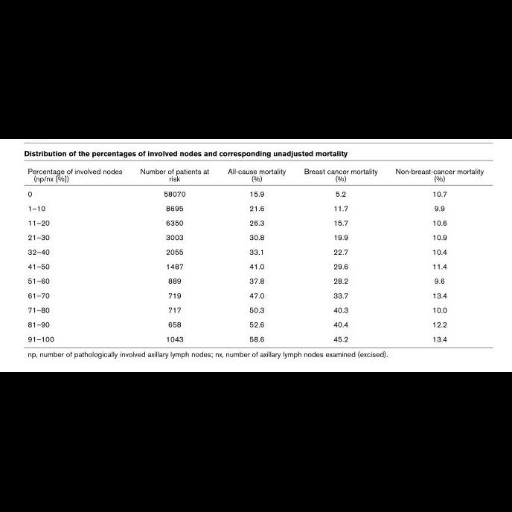 Distribution of the percentages of involved nodes and corresponding unadjusted mortality
Percentage of involved nodes (np/nx [%]) Number of patients at risk All-cause mortality (%) Breast cancer mortality (%) Non-breast-cancer mortality (%)
0 58070 15.9 5.2 10.7
1–10 8695 21.6 11.7 9.9
11–20 6350 26.3 15.7 10.6
21–30 3003 30.8 19.9 10.9
32–40 2055 33.1 22.7 10.4
41–50 1487 41.0 29.6 11.4
51–60 889 37.8 28.2 9.6
61–70 719 47.0 33.7 13.4
71–80 717 50.3 40.3 10.0
81–90 658 52.6 40.4 12.2
91–100 1043 58.6 45.2 13.4
np, number of pathologically involved axillary lymph nodes; nx, number of axillary lymph nodes examined (excised).